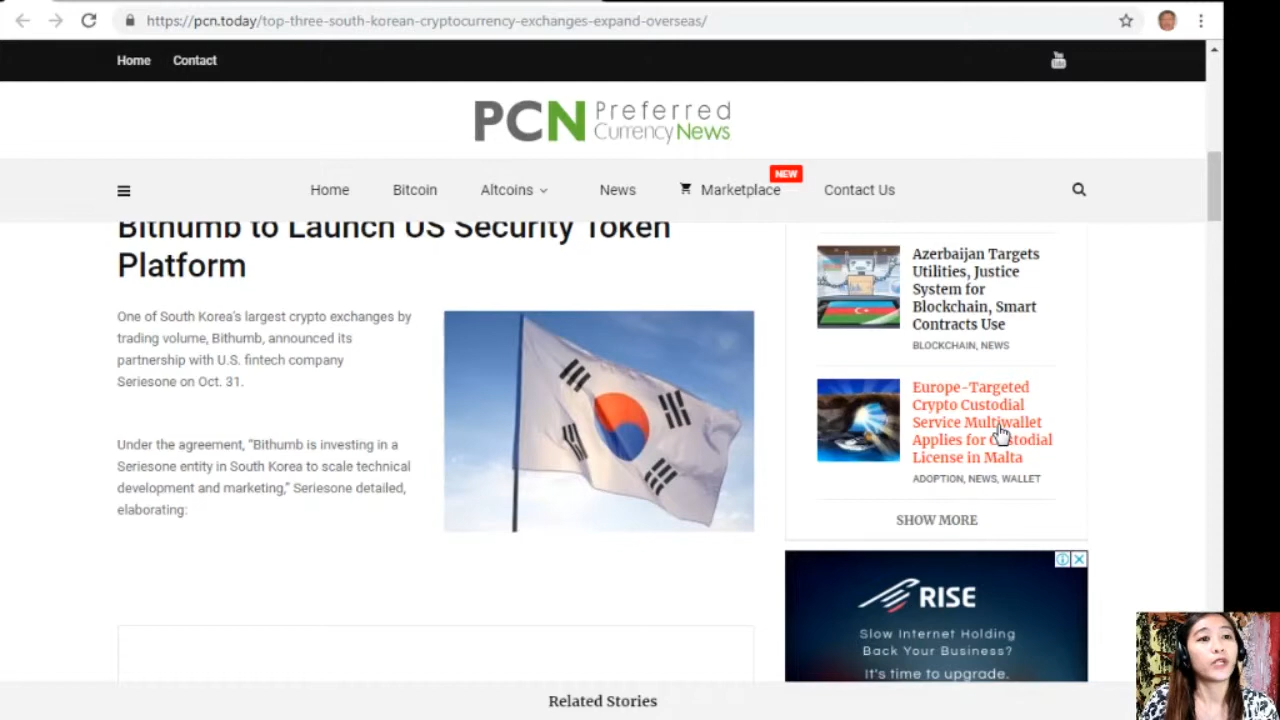 https://pcn.today/top-three-south-korean-cryptocurrency-exchanges-expand-overseas/
Home Contact
You Tube
PCN Preferred
Currency News
NEW
Home Bitcoin Altcoins News Marketplace Contact Us
Bithumb to Launch US Security Token
Platform
One of South Korea's largest crypto exchanges by
trading volume, Bithumb, announced its
partnership with U.S. fintech company
Seriesone on Oct. 31.
Under the agreement, "Bithumb is investing in a
Seriesone entity in South Korea to scale technical
development and marketing," Seriesone detailed,
elaborating:
Azerbaijan Targets
Utilities, Justice
System for
Blockchain, Smart
Contracts Use
BLOCKCHAIN, NEWS
Europe-Targeted
Crypto Custodial
Service Multiwallet
Applies for Custodial
License in Malta
ADOPTION, NEWS, WALLET
SHOW MORE
RISE
Slow Internet Holding
Back Your Business?
It's time to upgrade.
Related Stories